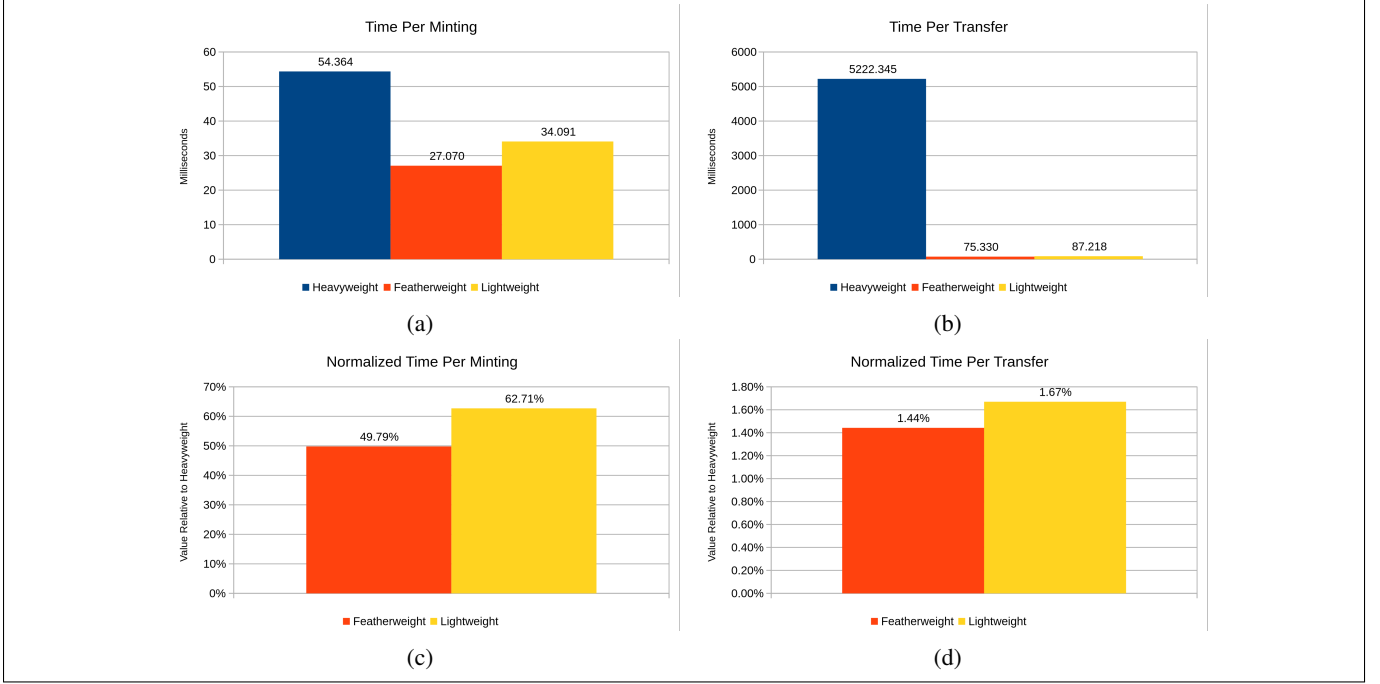 Time Per Minting
60
50
40
30
20
10
0
Milliseconds
54.364
27.070
34.091
Heavyweight Featherweight Lightweight
(a)
Time Per Transfer
6000
5000
4000
3000
2000
1000
0
Milliseconds
5222.345
75.330
87.218
Heavyweight Featherweight Lightweight
(b)
Normalized Time Per Minting
70%
60%
50%
40%
30%
20%
10%
0%
Value Relative to Heavyweight
49.79%
62.71%
Featherweight Lightweight
(c)
Normalized Time Per Transfer
1.80%
1.60%
1.40%
1.20%
1.00%
0.80%
0.60%
0.40%
0.20%
0.00%
Value Relative to Heavyweight
1.44%
1.67%
Featherweight Lightweight
(d)